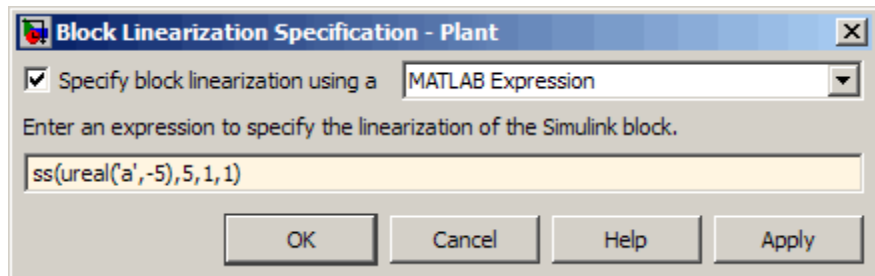 Block Linearization Specification - Plant
Specify block linearization using a MATLAB Expression
Enter an expression to specify the linearization of the Simulink block.
ss(ureal('a',-5),5,1,1)
OK Cancel Help Apply